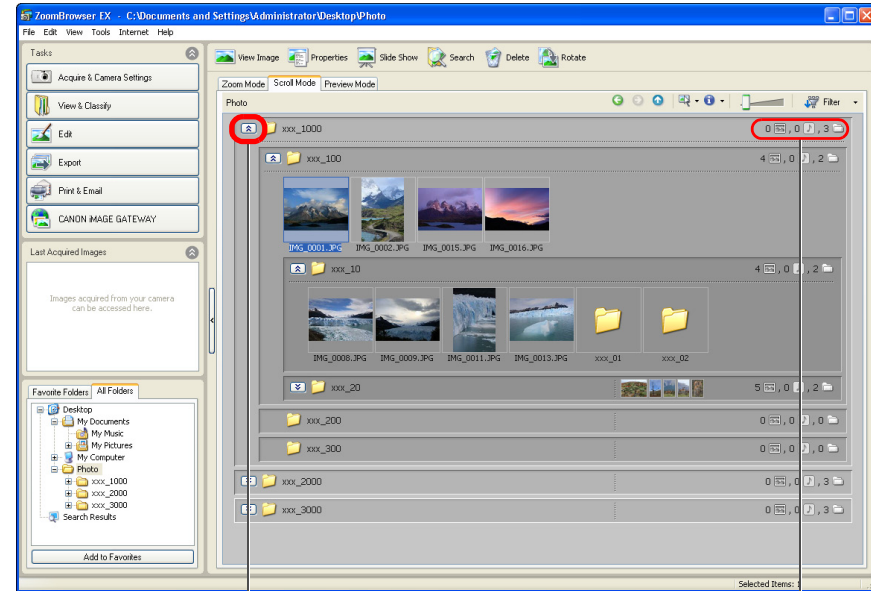 ZoomBrowser EX - C:\Documents and Settings\Administrator\Desktop\Photo
File Edit View Tools Internet Help
Tasks
View Image Properties Slide Show Search Delete Rotate
Acquire & Camera Settings
Zoom Mode Scroll Mode Preview Mode
View & Classify
Photo
Filter
Edit
xxx_1000
0 , 0 , 3
Export
xxx_100
4 , 0 , 2
Print & Email
CANON iMAGE GATEWAY
IMG_0001.JPG IMG_0002.JPG IMG_0015.JPG IMG_0016.JPG
Last Acquired Images
xxx_10
4 , 0 , 2
Images acquired from your camera
can be accessed here.
IMG_0008.JPG IMG_0009.JPG IMG_0011.JPG IMG_0013.JPG xxx_01 xxx_02
xxx_20
5 , 0 , 2
Favorite Folders All Folders
Desktop
My Documents
My Music
My Pictures
My Computer
Photo
xxx_1000
xxx_2000
xxx_3000
Search Results
Add to Favorites
xxx_200
0 , 0 , 0
xxx_300
0 , 0 , 0
xxx_2000
0 , 0 , 3
xxx_3000
0 , 0 , 3
Selected Items: